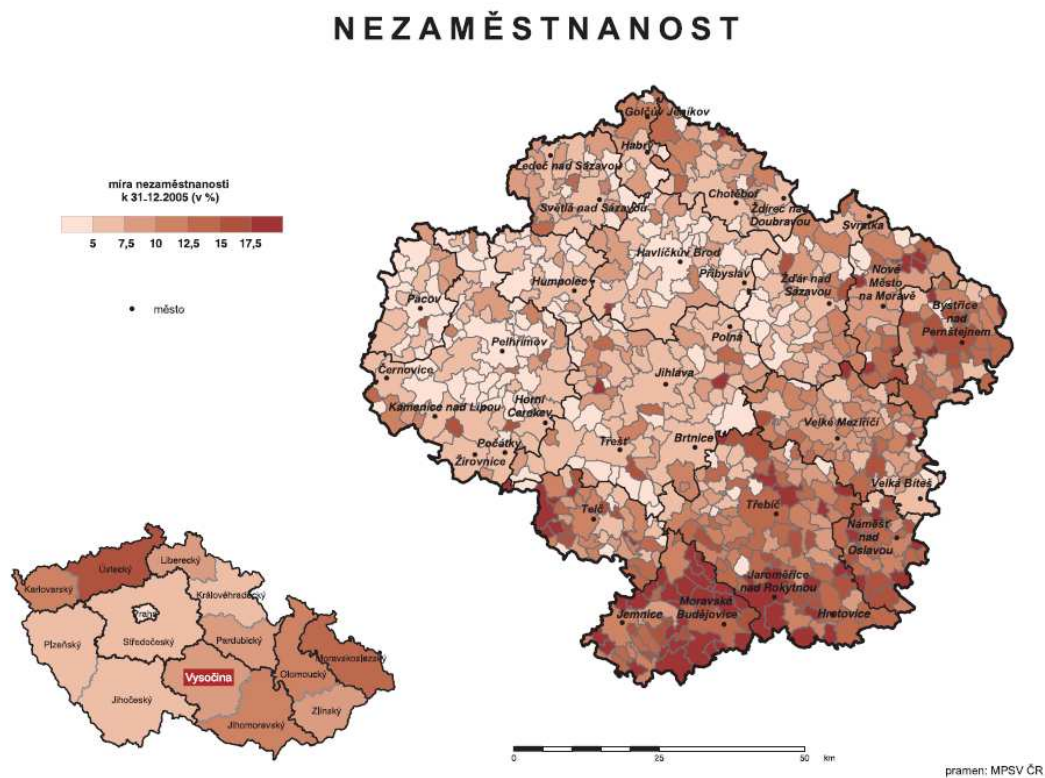 NEZAMĚSTNANOST
míra nezaměstnanosti
k 31.12.2005 (v %)
5 7,5 10 12,5 15 17,5
město
Golčův Jeníkov
Habry
Ledeč nad Sázavou
Světlá nad Sázavou
Chotěboř
Ždírec nad
Doubravou
Svratka
Havlíčkův Brod
Přibyslav
Žďár nad
Sázavou
Nové
Město
na Moravě
Bystřice
nad
Pernštejnem
Humpolec
Pacov
Pelhřimov
Polná
Jihlava
Černovice
Kamenice nad Lipou
Horní
Cerekev
Velké Meziříčí
Počátky
Žirovnice
Třešť
Brtnice
Velká Bíteš
Telč
Třebíč
Náměšť
nad
Oslavou
Jaroměřice
nad Rokytnou
Jemnice
Moravské
Budějovice
Hrotovice
Ústecký
Liberecký
Karlovarský
Královéhradecký
Praha
Plzeňský
Středočeský
Pardubický
Moravskoslezský
Olomoucký
Vysočina
Jihočeský
Zlínský
Jihomoravský
0 25 50
km
pramen: MPSV ČR